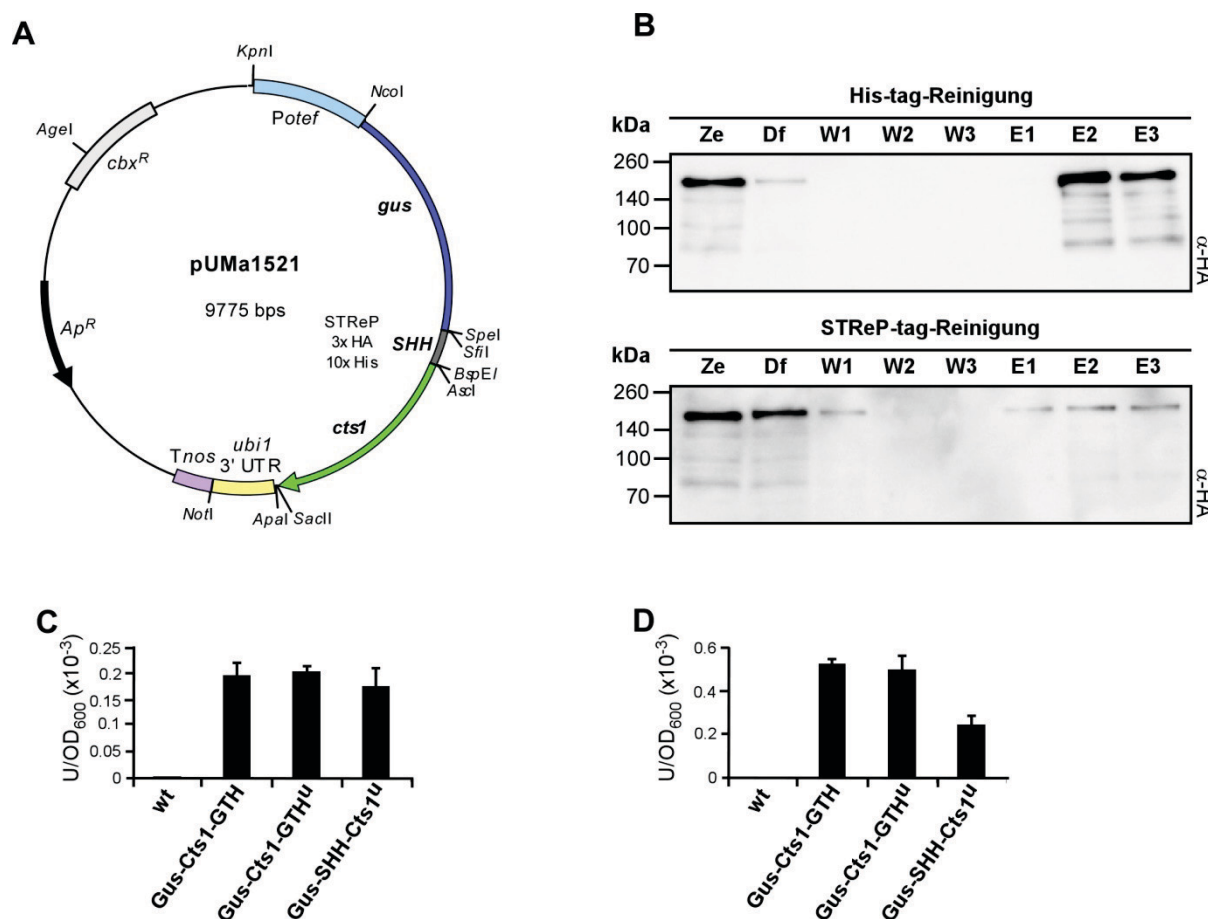 A
KpnI
NcoI
Potef
AgeI
cbxR
gus
pUMa1521
9775 bps
ApR
STReP
3x HA
10x His
SHH
SpeI
SfiI
BspEI
AscI
cts1
ubi1
3' UTR
Tnos
NotI
ApaI
SacII
B
His-tag-Reinigung
kDa Ze Df W1 W2 W3 E1 E2 E3
260
140
100
70
α-HA
STReP-tag-Reinigung
kDa Ze Df W1 W2 W3 E1 E2 E3
260
140
100
70
α-HA
C
U/OD600 (x10-3)
0.25
0.2
0.15
0.1
0.05
0
wt
Gus-Cts1-GTH
Gus-Cts1-GTHu
Gus-SHH-Cts1u
D
U/OD600 (x10-3)
0.6
0.4
0.2
0
wt
Gus-Cts1-GTH
Gus-Cts1-GTHu
Gus-SHH-Cts1u